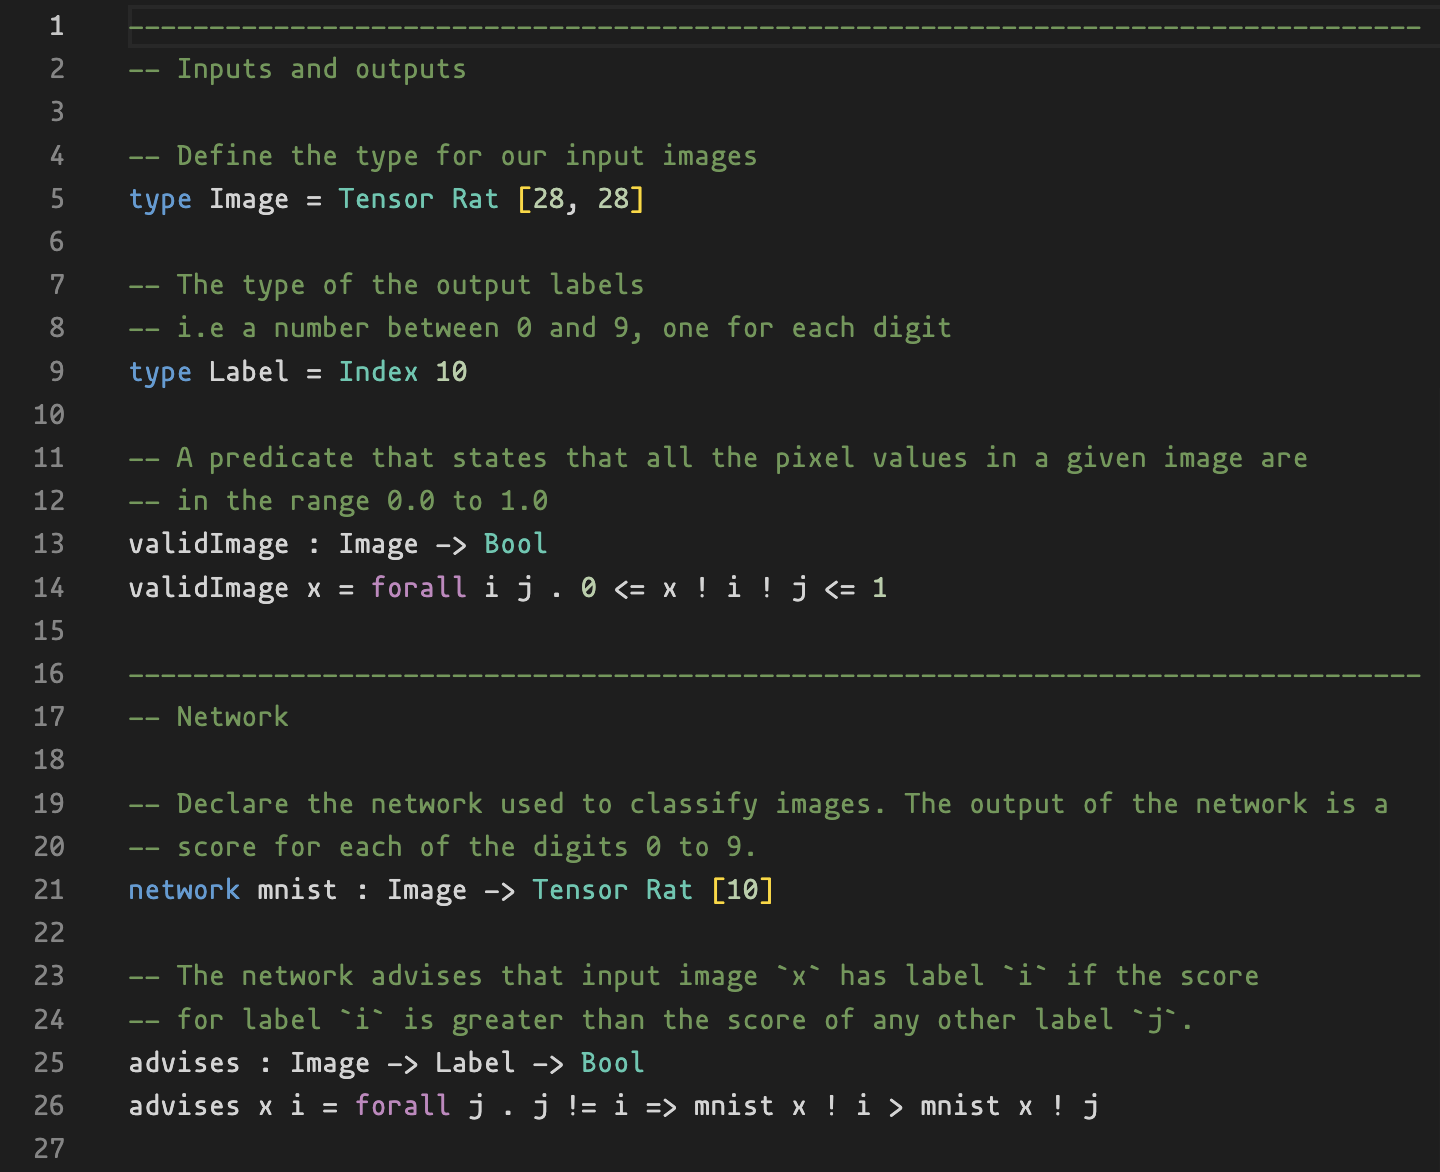 1 --------------------------------------------------------------------------------
2 -- Inputs and outputs
3
4 -- Define the type for our input images
5 type Image = Tensor Rat [28, 28]
6
7 -- The type of the output labels
8 -- i.e a number between 0 and 9, one for each digit
9 type Label = Index 10
10
11 -- A predicate that states that all the pixel values in a given image are
12 -- in the range 0.0 to 1.0
13 validImage : Image -> Bool
14 validImage x = forall i j . 0 <= x ! i ! j <= 1
15
16 --------------------------------------------------------------------------------
17 -- Network
18
19 -- Declare the network used to classify images. The output of the network is a
20 -- score for each of the digits 0 to 9.
21 network mnist : Image -> Tensor Rat [10]
22
23 -- The network advises that input image `x` has label `i` if the score
24 -- for label `i` is greater than the score of any other label `j`.
25 advises : Image -> Label -> Bool
26 advises x i = forall j . j != i => mnist x ! i > mnist x ! j
27